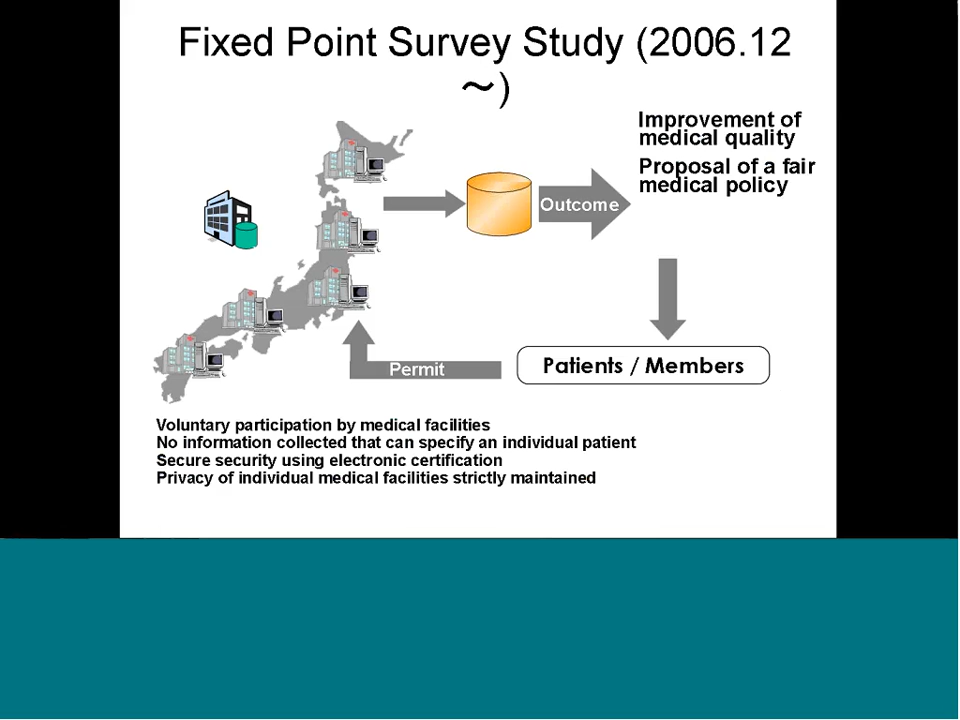 Fixed Point Survey Study (2006.12
～)
Improvement of
medical quality
Proposal of a fair
medical policy
Outcome
Permit
Patients / Members
Voluntary participation by medical facilities
No information collected that can specify an individual patient
Secure security using electronic certification
Privacy of individual medical facilities strictly maintained